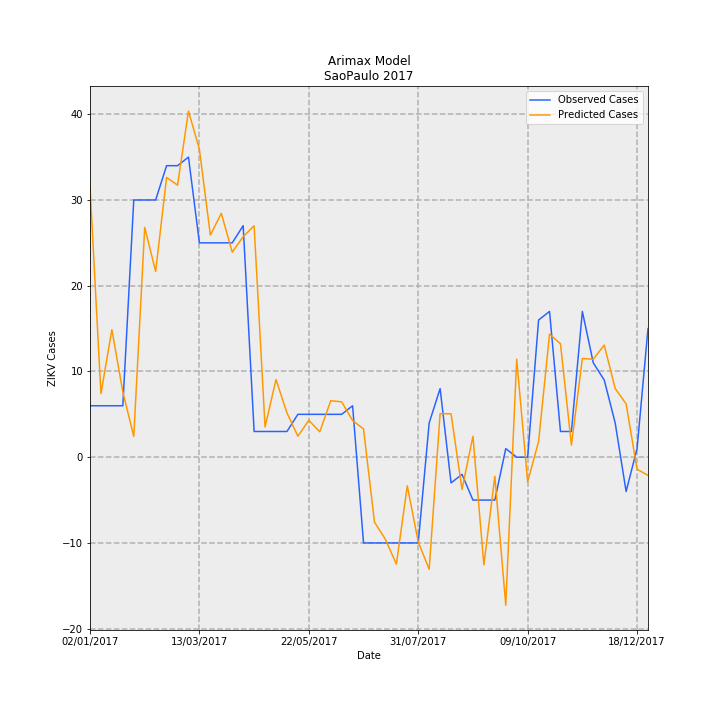 Arimax Model
SaoPaulo 2017
Observed Cases
Predicted Cases
ZIKV Cases
40
30
20
10
0
−10
−20
02/01/2017
13/03/2017
22/05/2017
31/07/2017
09/10/2017
18/12/2017
Date